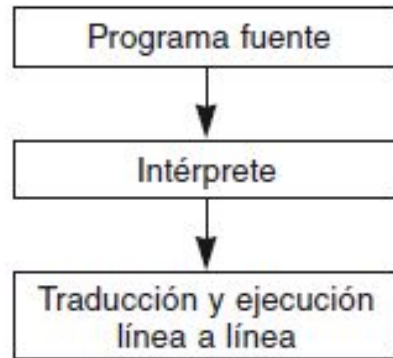 Programa fuente
Intérprete
Traducción y ejecución
línea a línea